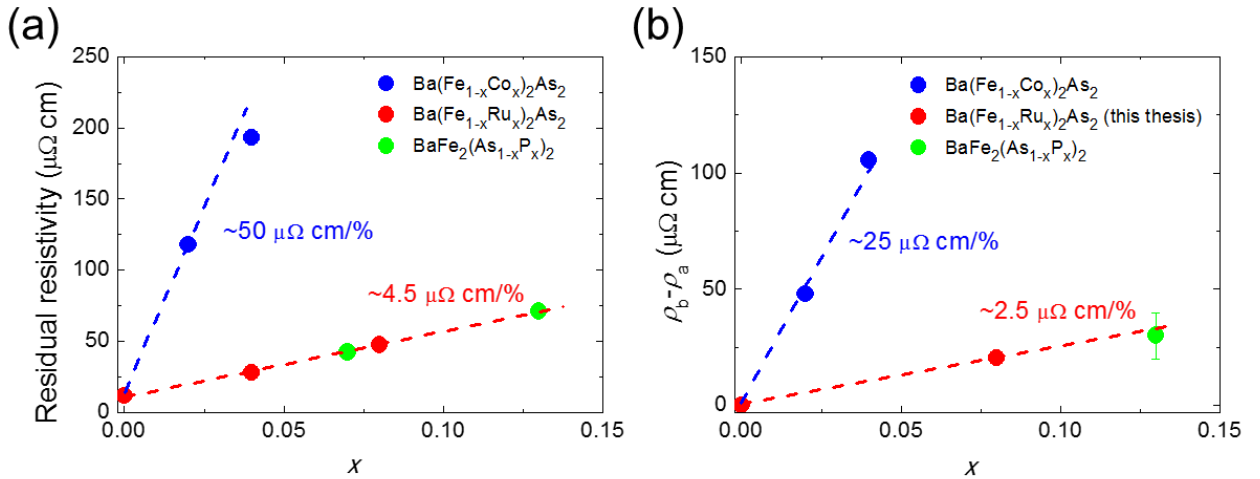 (a)
Residual resistivity (μΩ cm)
250
200
150
100
50
0
Ba(Fe1-xCox)2As2
Ba(Fe1-xRux)2As2
BaFe2(As1-xPx)2
~50 μΩ cm/%
~4.5 μΩ cm/%
0.00 0.05 0.10 0.15
x
(b)
ρb-ρa (μΩ cm)
150
100
50
0
Ba(Fe1-xCox)2As2
Ba(Fe1-xRux)2As2 (this thesis)
BaFe2(As1-xPx)2
~25 μΩ cm/%
~2.5 μΩ cm/%
0.00 0.05 0.10 0.15
x